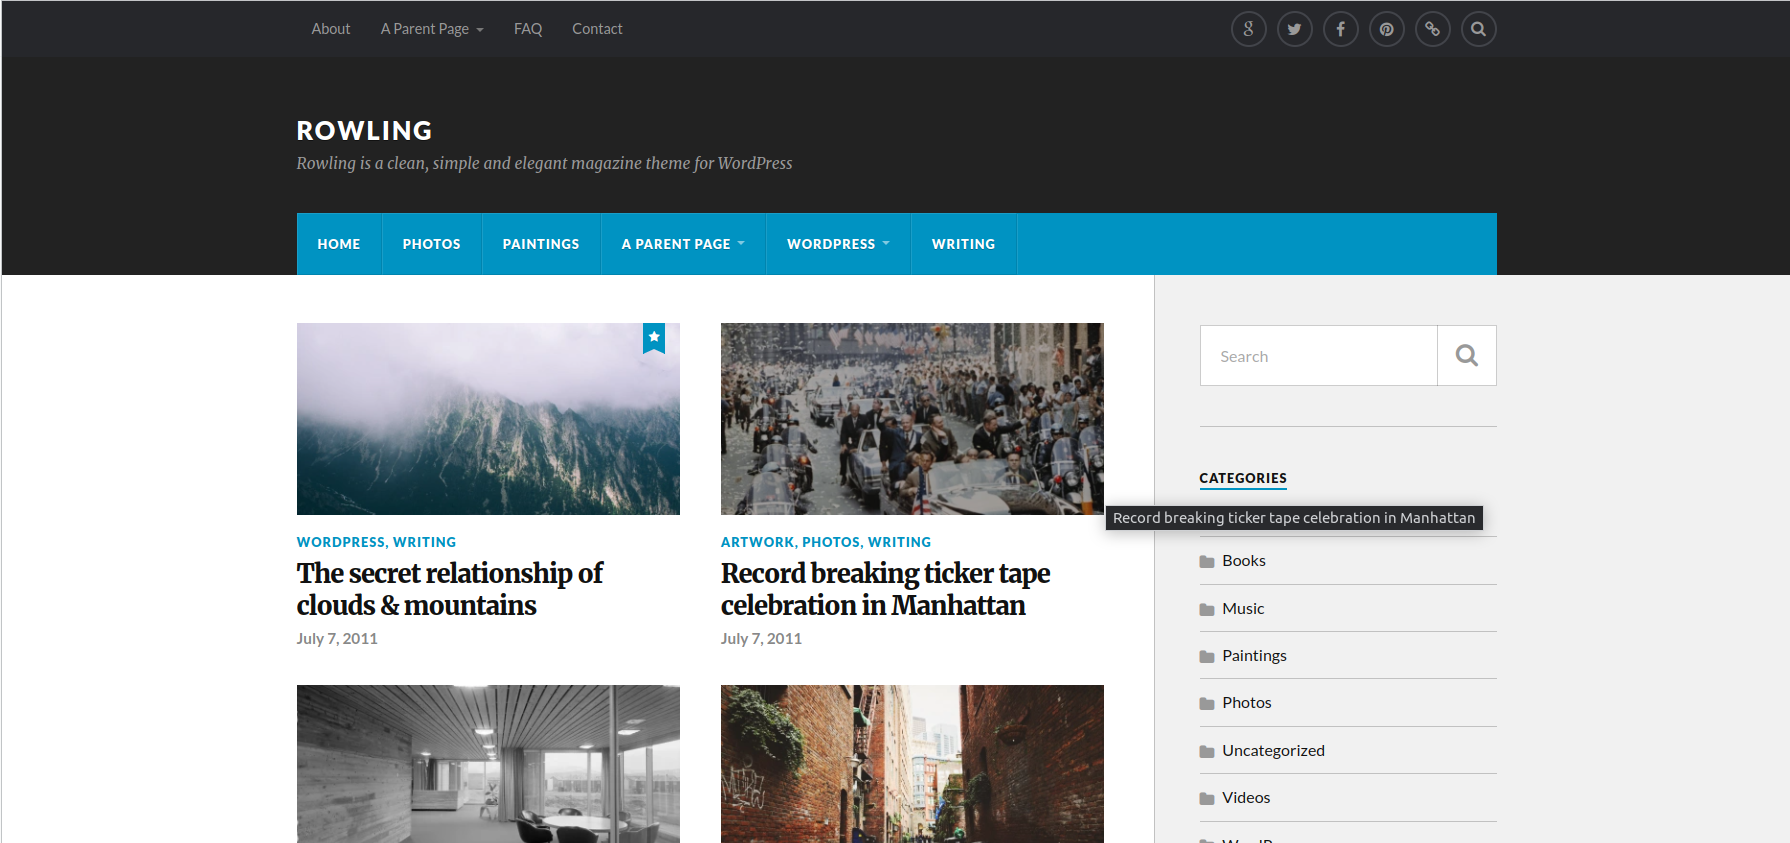 About A Parent Page FAQ Contact
ROWLING
Rowling is a clean, simple and elegant magazine theme for WordPress
HOME PHOTOS PAINTINGS A PARENT PAGE WORDPRESS WRITING
Search
CATEGORIES
Record breaking ticker tape celebration in Manhattan
WORDPRESS, WRITING
The secret relationship of
clouds & mountains
July 7, 2011
ARTWORK, PHOTOS, WRITING
Record breaking ticker tape
celebration in Manhattan
July 7, 2011
Books
Music
Paintings
Photos
Uncategorized
Videos